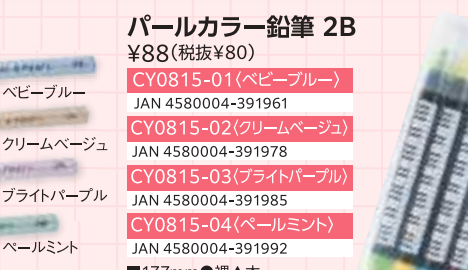 パールカラー鉛筆 2B
¥88(税抜¥80)
CY0815-01〈ベビーブルー〉
JAN 4580004-391961
CY0815-02〈クリームベージュ〉
JAN 4580004-391978
CY0815-03〈ブライトパープル〉
JAN 4580004-391985
CY0815-04〈ペールミント〉
JAN 4580004-391992
ベビーブルー
クリームベージュ
ブライトパープル
ペールミント